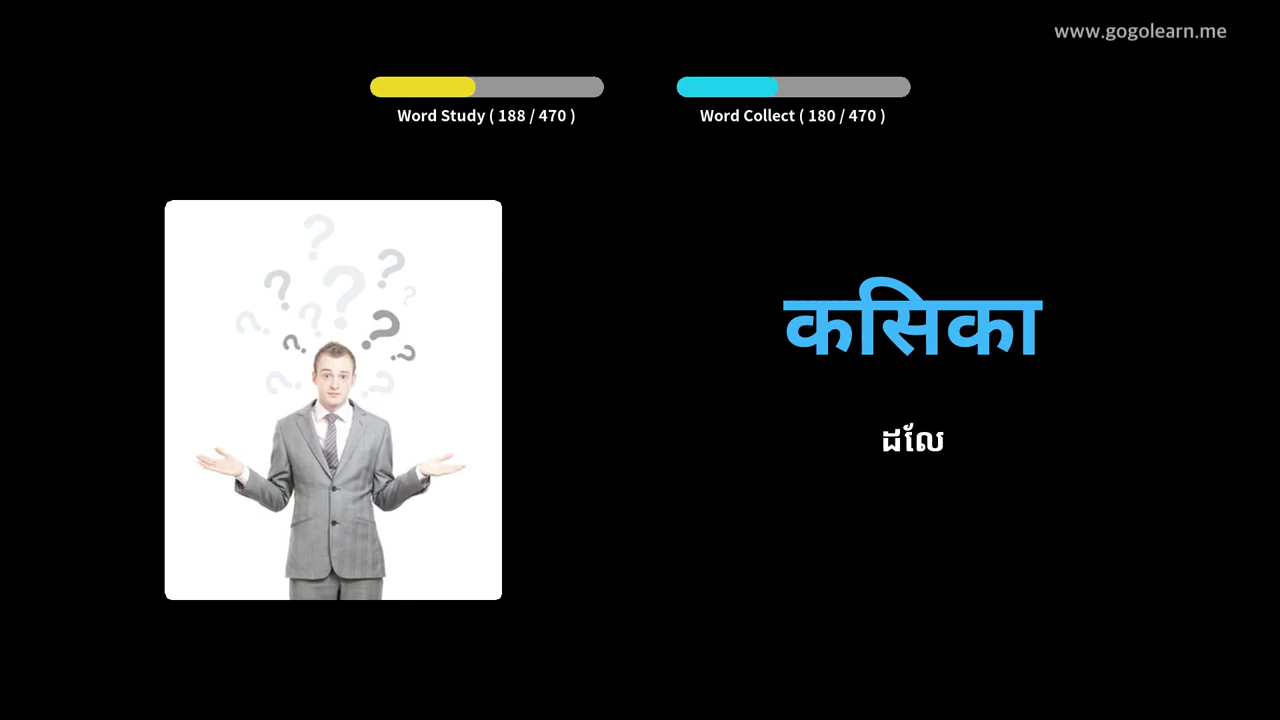 www.gogolearn.me
Word Study ( 188 / 470 )
Word Collect ( 180 / 470 )
कसिका
ដលែ